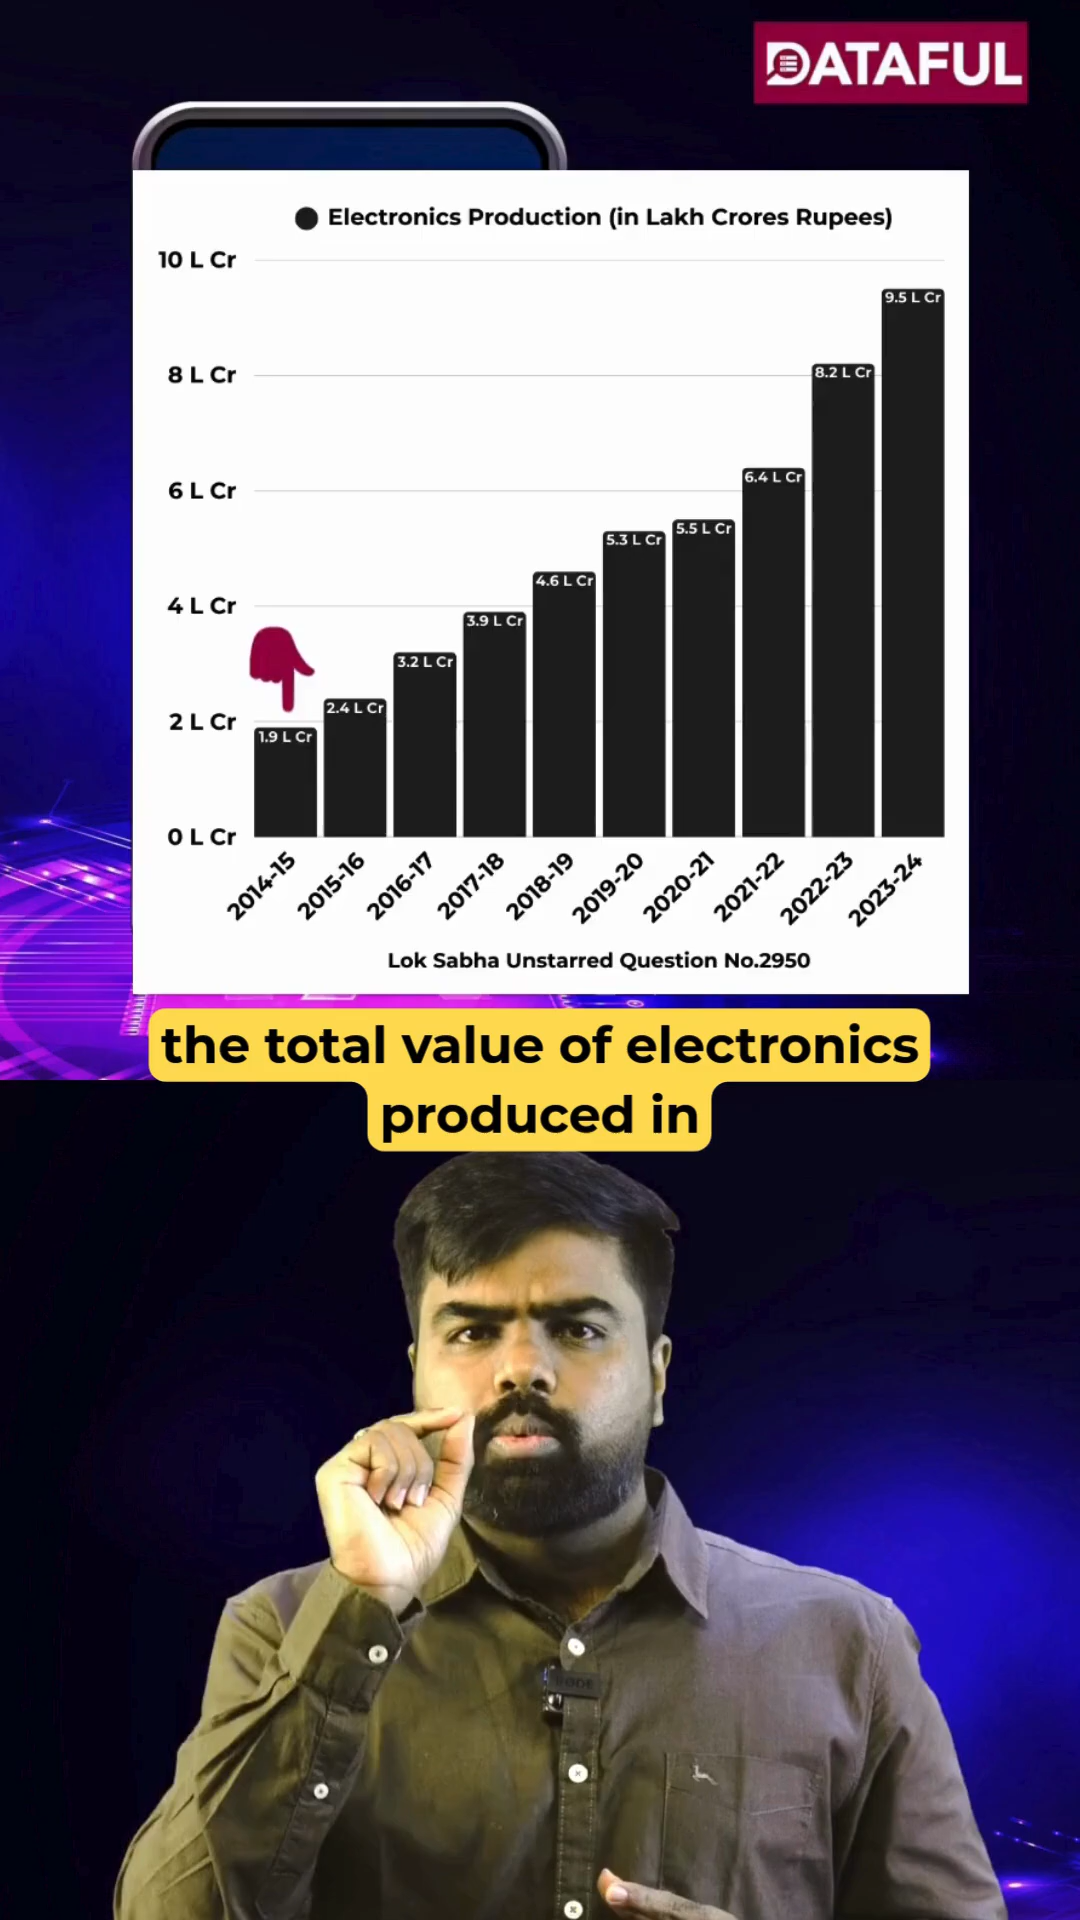 DATAFUL
Electronics Production (in Lakh Crores Rupees)
10 L Cr
8 L Cr
6 L Cr
4 L Cr
2 L Cr
0 L Cr
1.9 L Cr
2.4 L Cr
3.2 L Cr
3.9 L Cr
4.6 L Cr
5.3 L Cr
5.5 L Cr
6.4 L Cr
8.2 L Cr
9.5 L Cr
2014-15
2015-16
2016-17
2017-18
2018-19
2019-20
2020-21
2021-22
2022-23
2023-24
Lok Sabha Unstarred Question No.2950
the total value of electronics
produced in